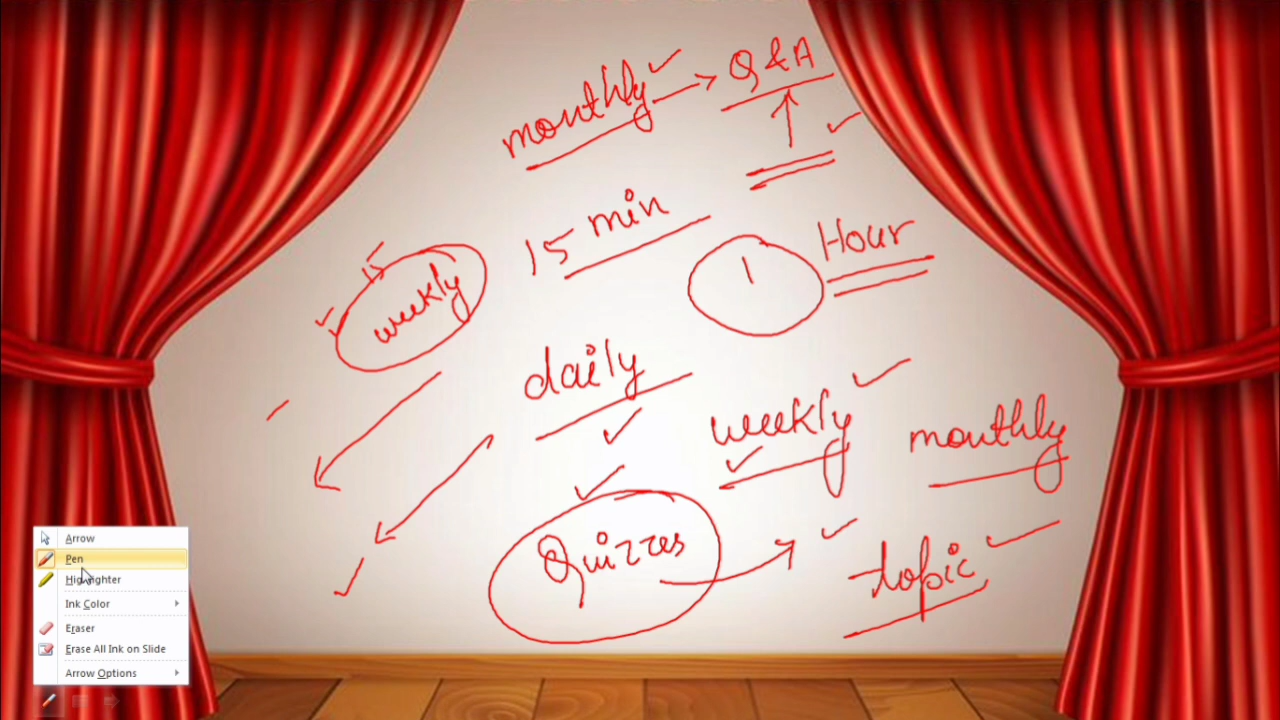 monthly → Q&A
15 min
1 Hour
15
weekly
daily
weekly
monthly
Quizzes
topic
Arrow
Pen
Highlighter
Ink Color
Eraser
Erase All Ink on Slide
Arrow Options